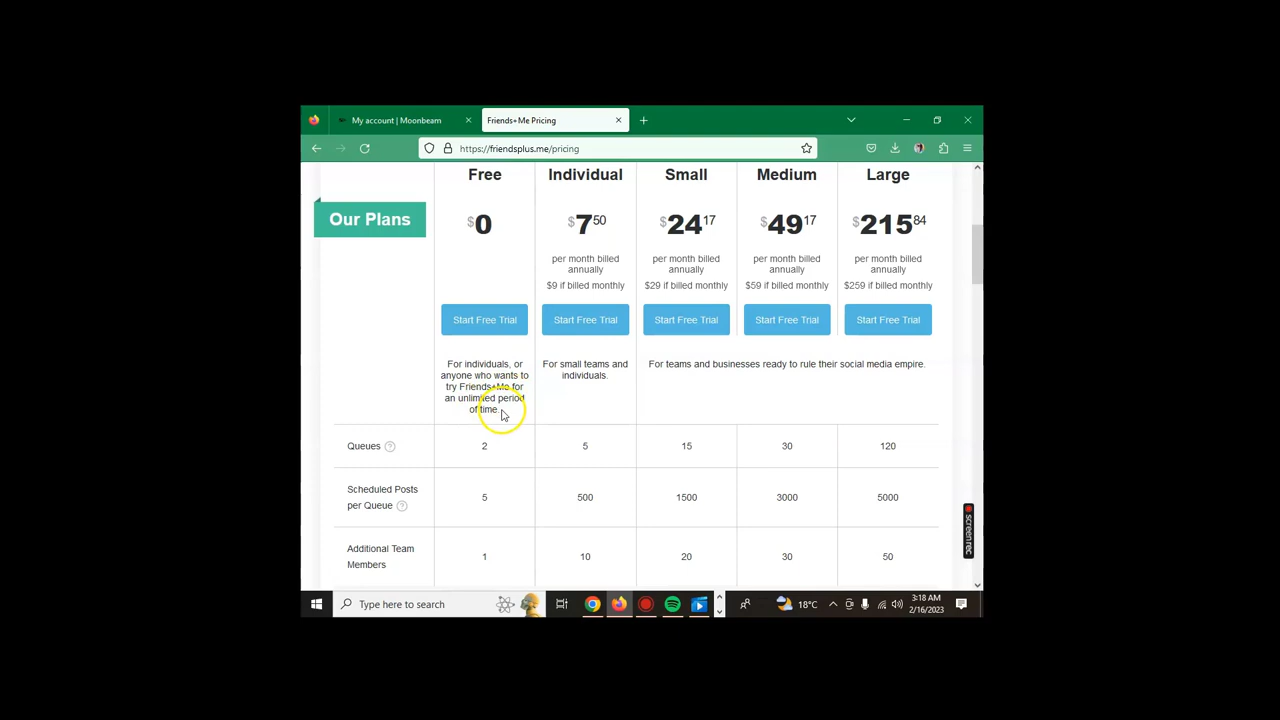 My account | Moonbeam
Friends+Me Pricing
https://friendsplus.me/pricing
Free Individual Small Medium Large
Our Plans
$0 $7 50 $24 17 $49 17 $215 84
per month billed annually per month billed annually per month billed annually per month billed annually
$9 if billed monthly $29 if billed monthly $59 if billed monthly $259 if billed monthly
Start Free Trial Start Free Trial Start Free Trial Start Free Trial Start Free Trial
For individuals, or
anyone who wants to
try Friends+Me for
an unlimited period
of time.
For small teams and
individuals.
For teams and businesses ready to rule their social media empire.
Queues ? 2 5 15 30 120
Scheduled Posts
per Queue ? 5 500 1500 3000 5000
Additional Team
Members 1 10 20 30 50
screenrec
Type here to search
18°C
3:18 AM
2/16/2023